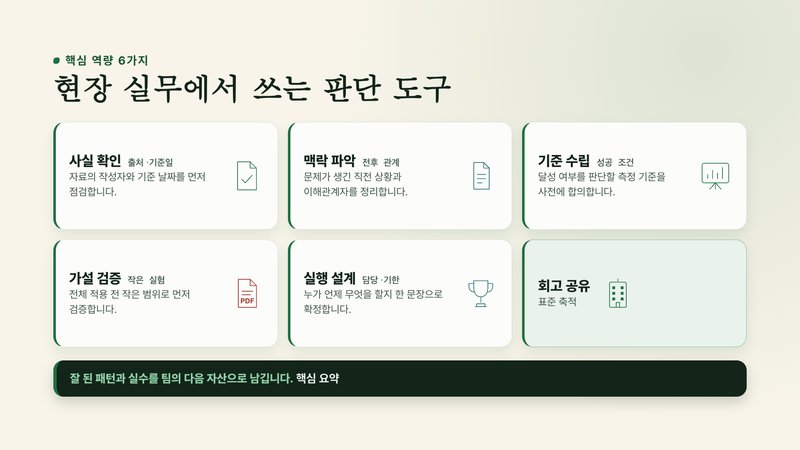 핵심 역량 6가지
현장 실무에서 쓰는 판단 도구
사실 확인 출처 ·기준일
자료의 작성자와 기준 날짜를 먼저
점검합니다.
맥락 파악 전후 관계
문제가 생긴 직전 상황과
이해관계자를 정리합니다.
기준 수립 성공 조건
달성 여부를 판단할 측정 기준을
사전에 합의합니다.
가설 검증 작은 실험
전체 적용 전 작은 범위로 먼저
검증합니다.
PDF
실행 설계 담당 ·기한
누가 언제 무엇을 할지 한 문장으로
확정합니다.
회고 공유
표준 축적
잘 된 패턴과 실수를 팀의 다음 자산으로 남깁니다. 핵심 요약